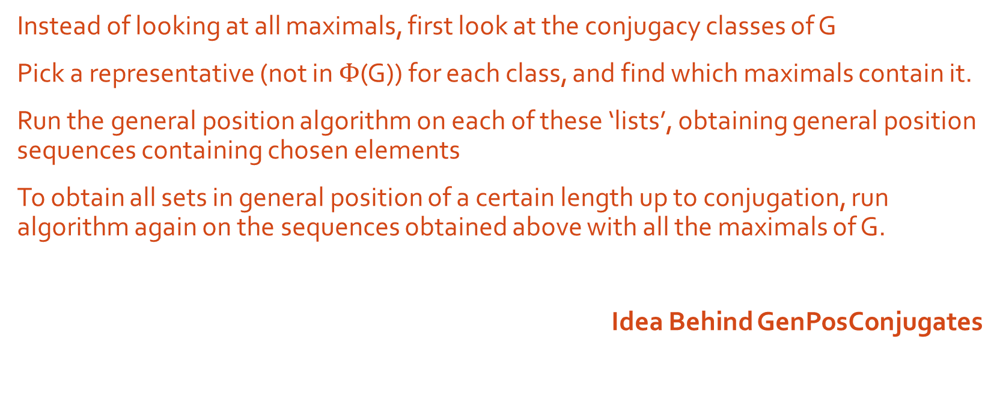 Instead of looking at all maximals, first look at the conjugacy classes of G
Pick a representative (not in Φ(G)) for each class, and find which maximals contain it.
Run the general position algorithm on each of these ‘lists’, obtaining general position
sequences containing chosen elements
To obtain all sets in general position of a certain length up to conjugation, run
algorithm again on the sequences obtained above with all the maximals of G.
Idea Behind GenPosConjugates